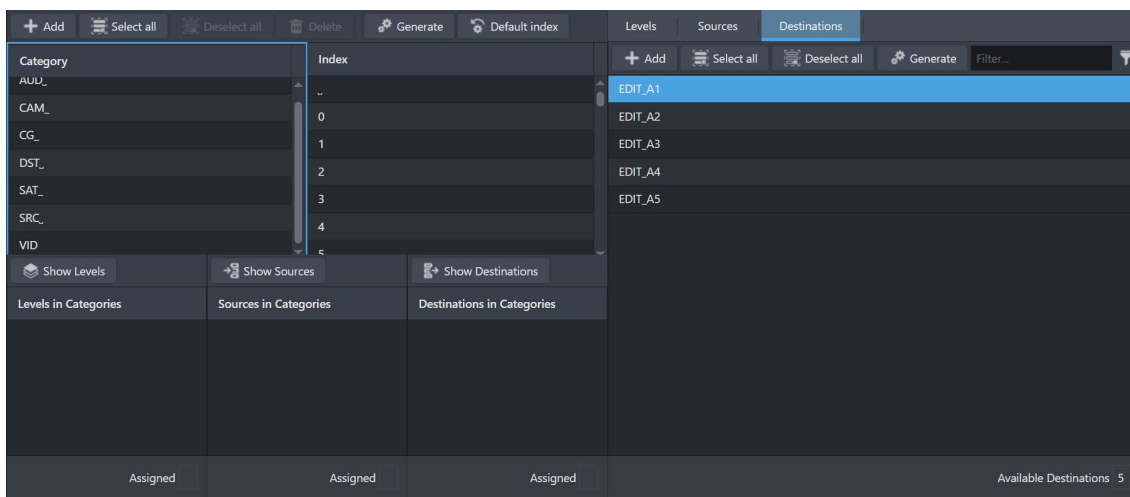 Add Select all Deselect all Delete Generate Default index
Levels Sources Destinations
Category
Index
Add Select all Deselect all Generate Filter...
AUD_
CAM_
CG_
DST_
SAT_
SRC_
VID
..
0
1
2
3
4
5
EDIT_A1
EDIT_A2
EDIT_A3
EDIT_A4
EDIT_A5
Show Levels Show Sources Show Destinations
Levels in Categories Sources in Categories Destinations in Categories
Assigned Assigned Assigned
Available Destinations 5